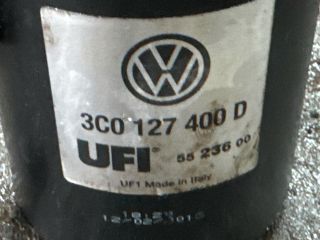 3C0 127 400 D
UFI 55 236 00
UFI Made in Italy